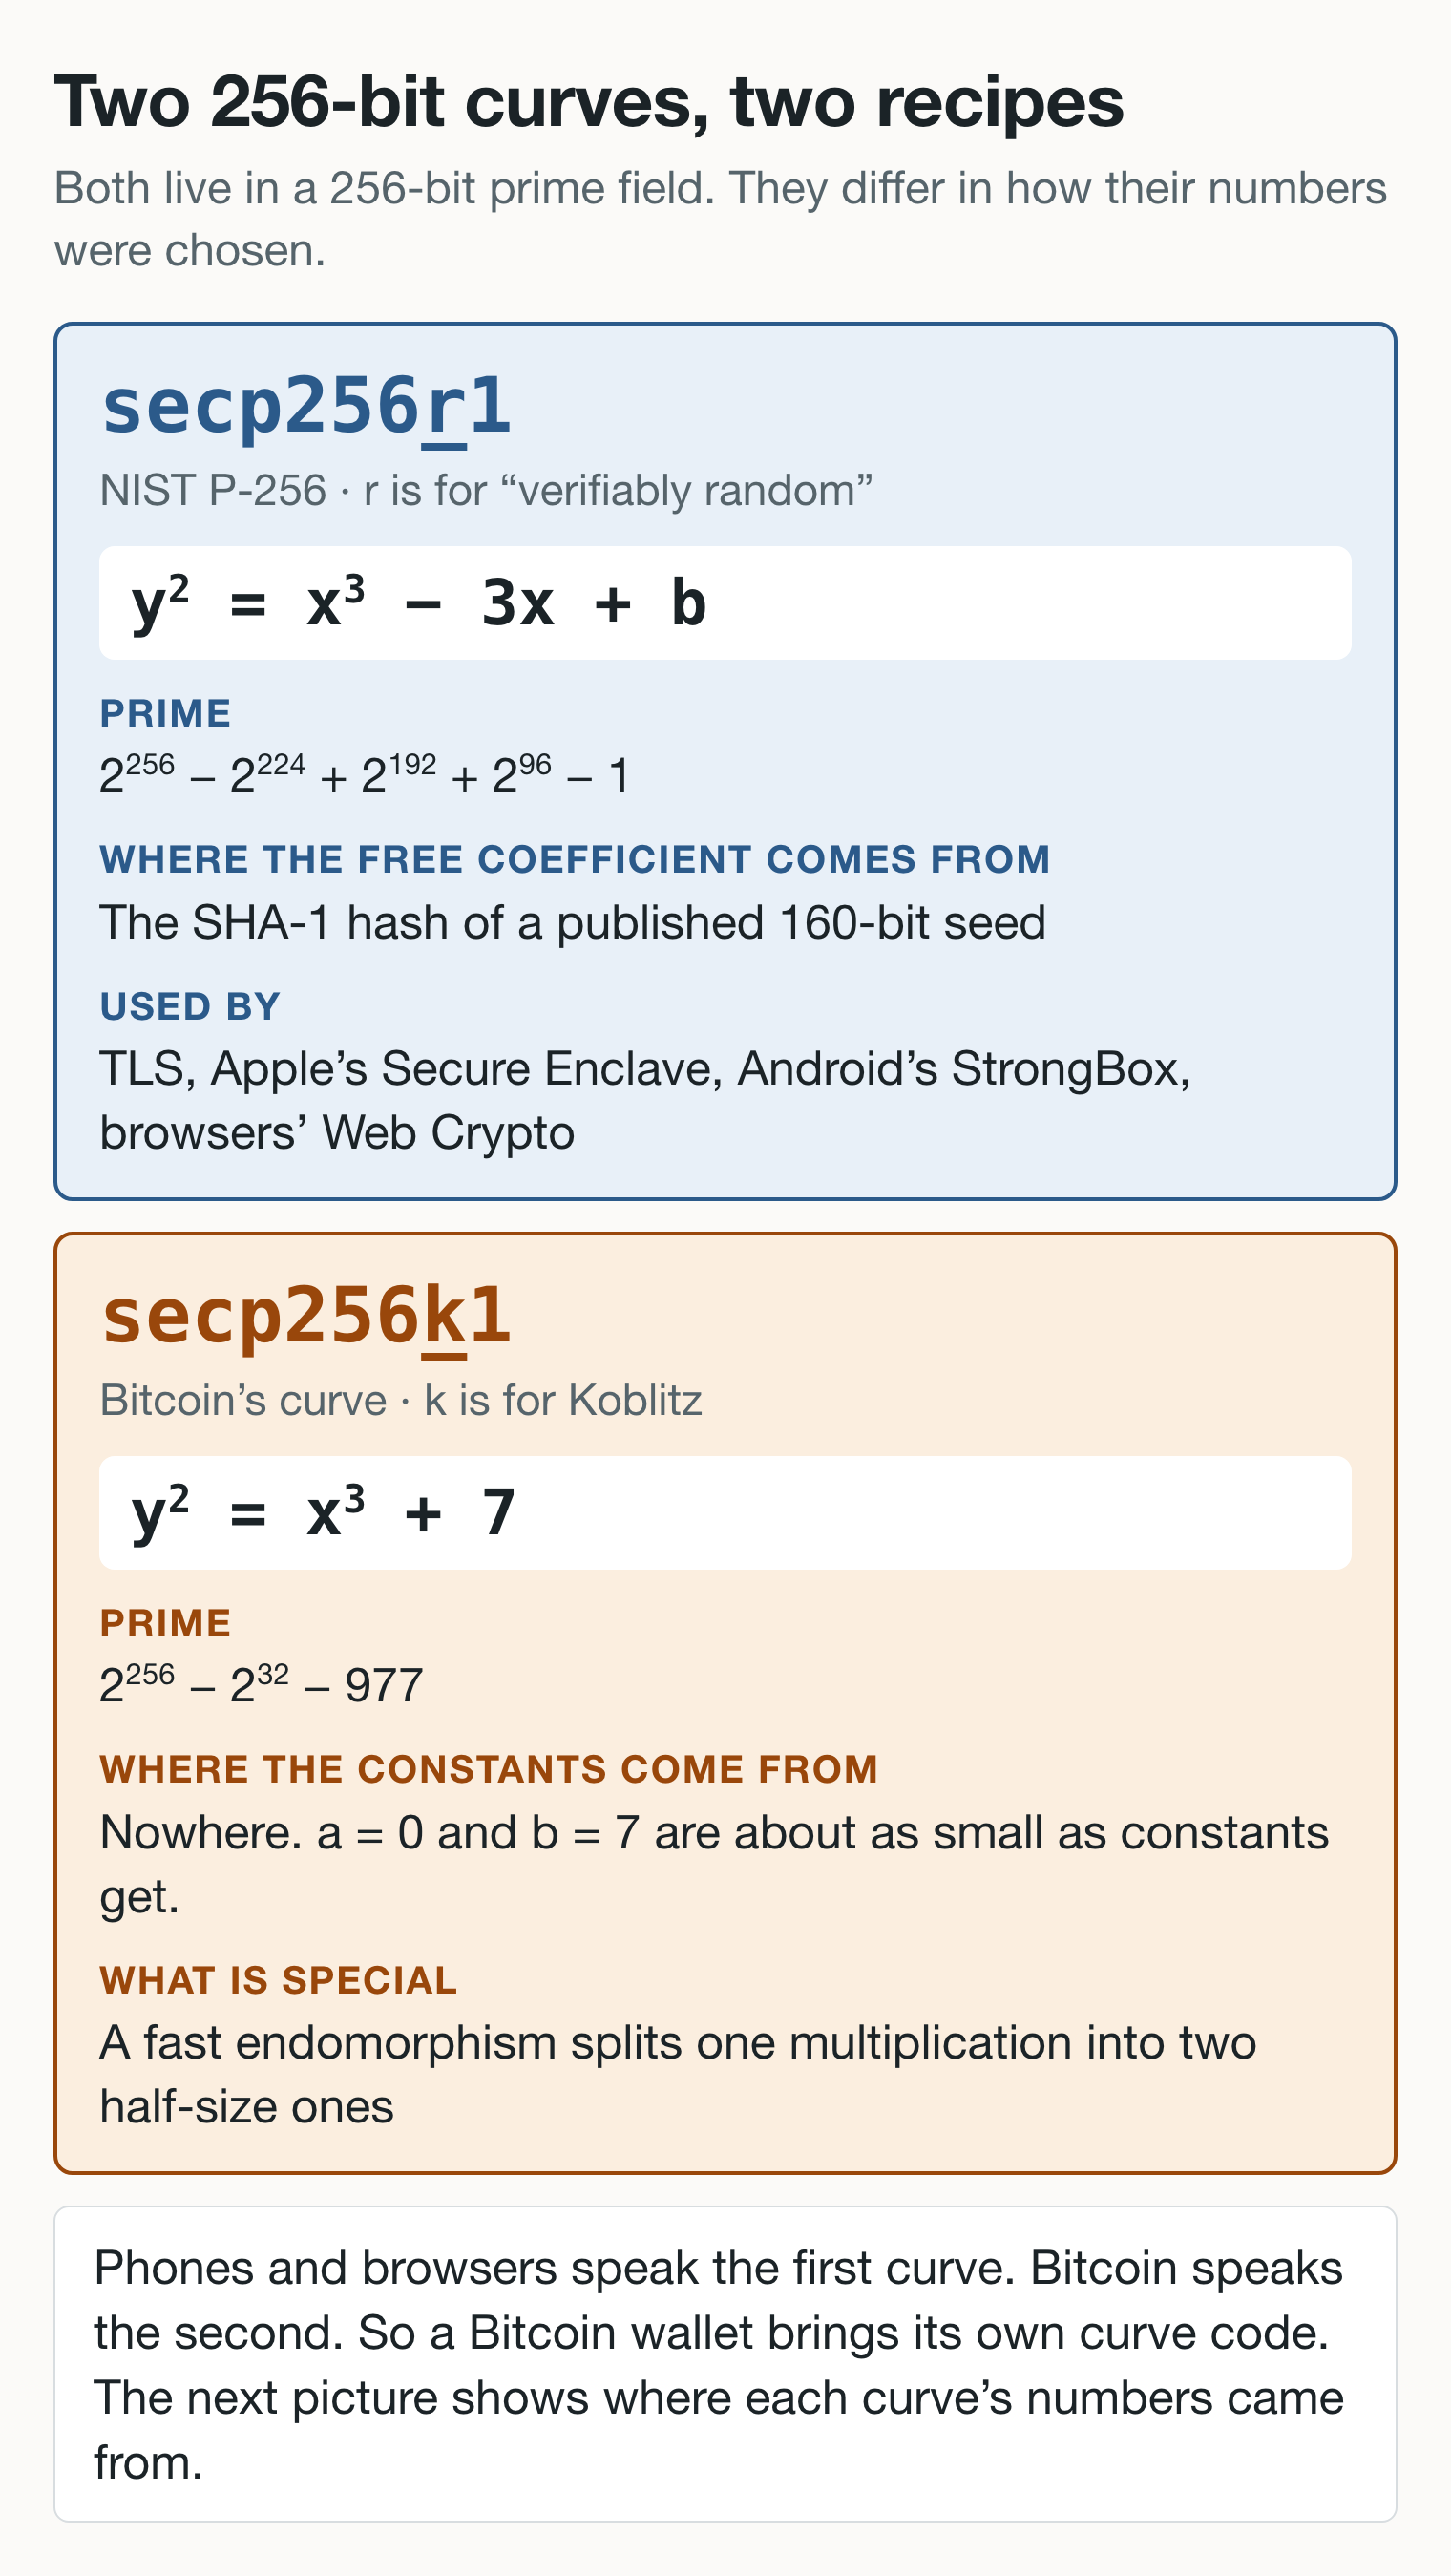 Two 256-bit curves, two recipes
Both live in a 256-bit prime field. They differ in how their numbers
were chosen.
secp256r1
NIST P-256 · r is for “verifiably random”
y² = x³ − 3x + b
PRIME
2²⁵⁶ − 2²²⁴ + 2¹⁹² + 2⁹⁶ − 1
WHERE THE FREE COEFFICIENT COMES FROM
The SHA-1 hash of a published 160-bit seed
USED BY
TLS, Apple’s Secure Enclave, Android’s StrongBox,
browsers’ Web Crypto
secp256k1
Bitcoin’s curve · k is for Koblitz
y² = x³ + 7
PRIME
2²⁵⁶ − 2³² − 977
WHERE THE CONSTANTS COME FROM
Nowhere. a = 0 and b = 7 are about as small as constants
get.
WHAT IS SPECIAL
A fast endomorphism splits one multiplication into two
half-size ones
Phones and browsers speak the first curve. Bitcoin speaks
the second. So a Bitcoin wallet brings its own curve code.
The next picture shows where each curve’s numbers came
from.